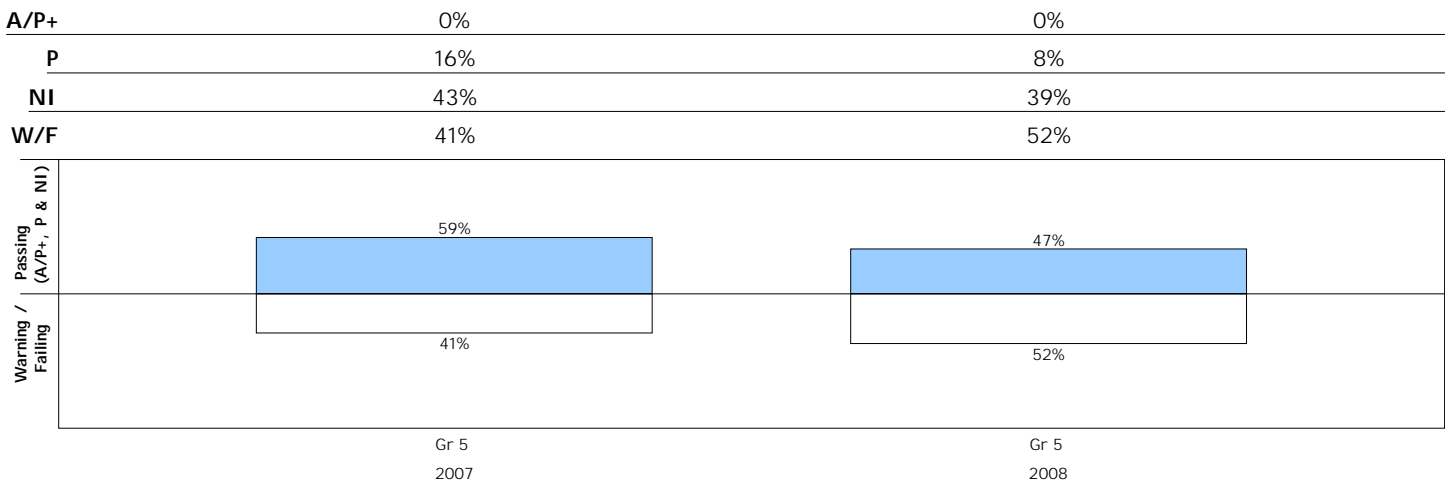 A/P+ 0% 0%
P 16% 8%
NI 43% 39%
W/F 41% 52%
Passing
(A/P+, P & NI)
59% 47%
Warning /
Failing
41% 52%
Gr 5 Gr 5
2007 2008